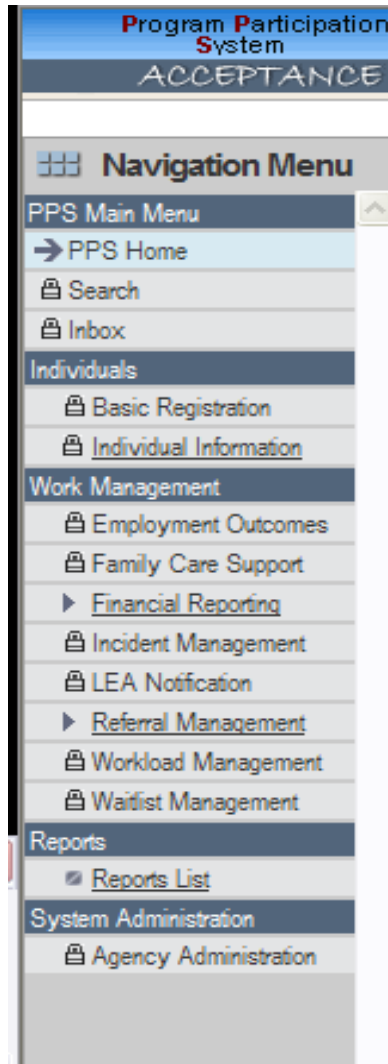 Program Participation
System
ACCEPTANCE
Navigation Menu
PPS Main Menu
PPS Home
Search
Inbox
Individuals
Basic Registration
Individual Information
Work Management
Employment Outcomes
Family Care Support
Financial Reporting
Incident Management
LEA Notification
Referral Management
Workload Management
Waitlist Management
Reports
Reports List
System Administration
Agency Administration